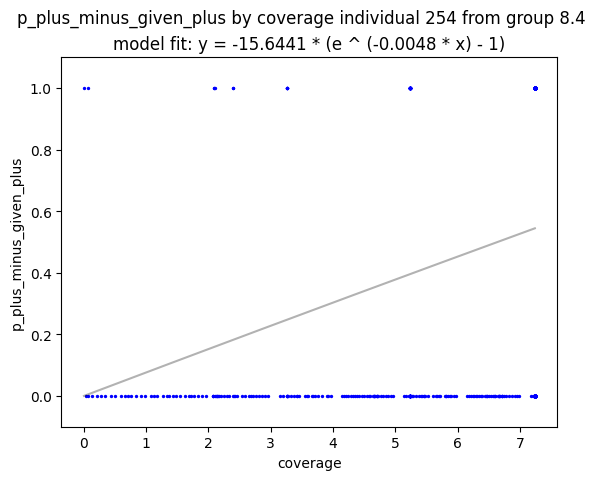 p_plus_minus_given_plus by coverage individual 254 from group 8.4
model fit: y = -15.6441 * (e ^ (-0.0048 * x) - 1)
1.0
0.8
0.6
0.4
0.2
0.0
p_plus_minus_given_plus
0 1 2 3 4 5 6 7
coverage